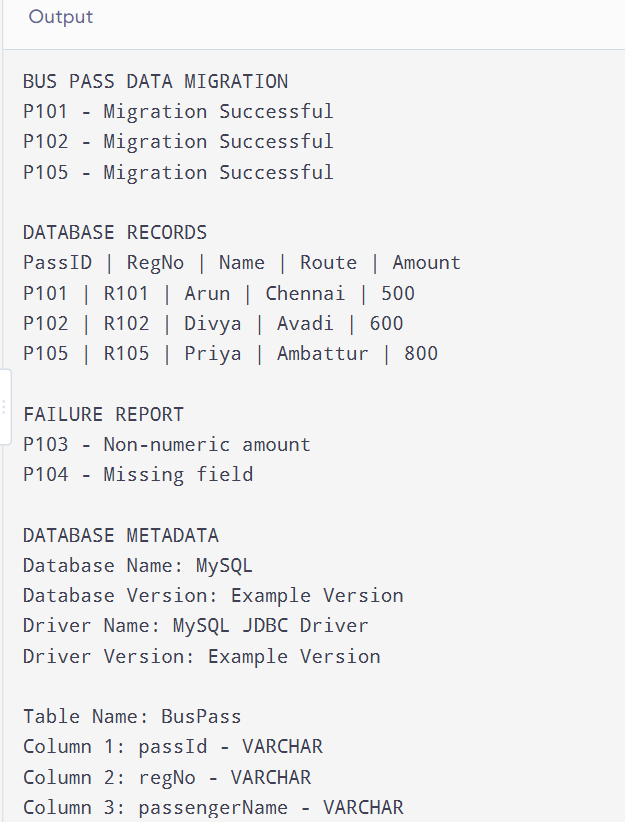 Output
BUS PASS DATA MIGRATION
P101 - Migration Successful
P102 - Migration Successful
P105 - Migration Successful
DATABASE RECORDS
PassID | RegNo | Name | Route | Amount
P101 | R101 | Arun | Chennai | 500
P102 | R102 | Divya | Avadi | 600
P105 | R105 | Priya | Ambattur | 800
FAILURE REPORT
P103 - Non-numeric amount
P104 - Missing field
DATABASE METADATA
Database Name: MySQL
Database Version: Example Version
Driver Name: MySQL JDBC Driver
Driver Version: Example Version
Table Name: BusPass
Column 1: passId - VARCHAR
Column 2: regNo - VARCHAR
Column 3: passengerName - VARCHAR